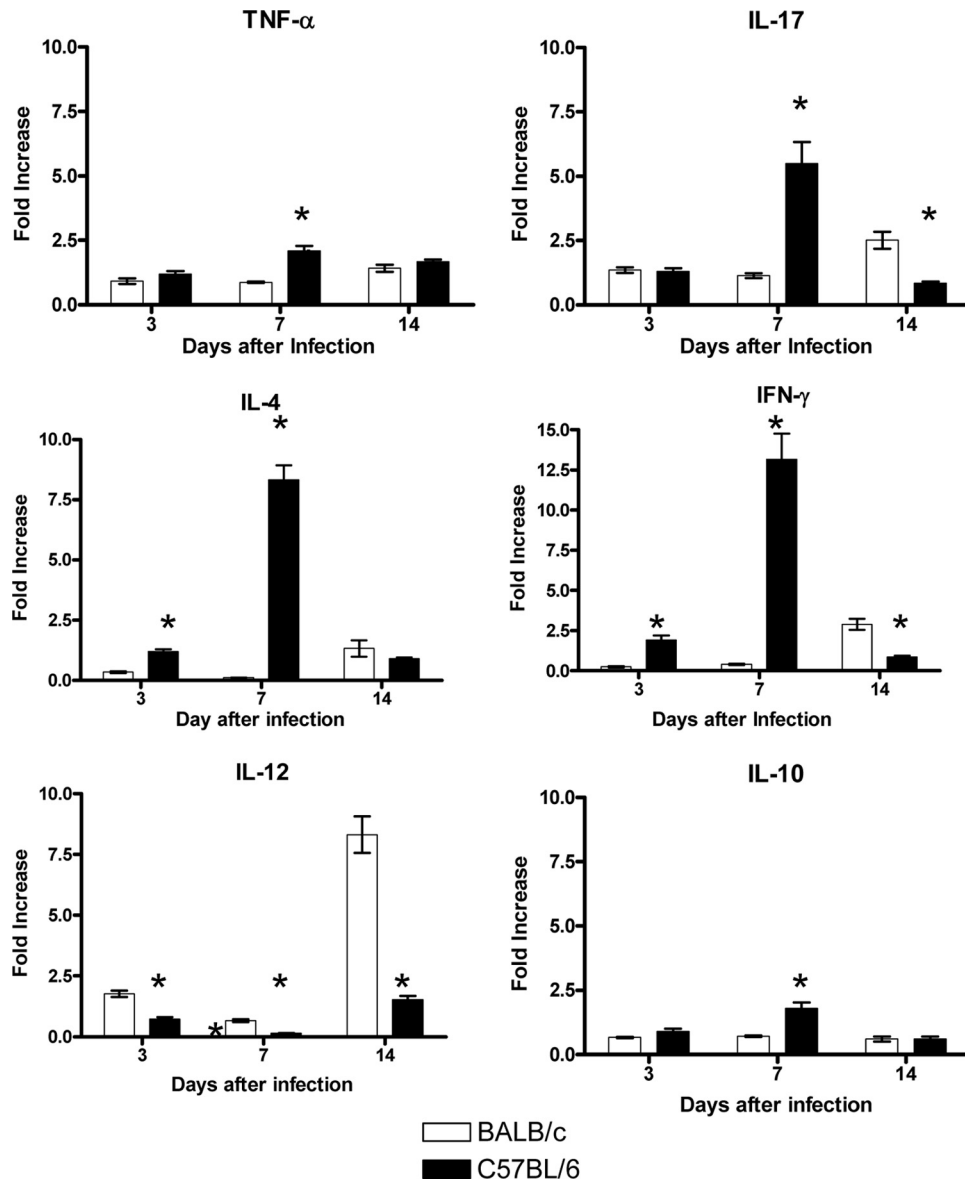 TNF-α
10.0
7.5
5.0
2.5
0.0
Fold Increase
*
3 7 14
Days after Infection
IL-17
10.0
7.5
5.0
2.5
0.0
Fold Increase
*
*
3 7 14
Days after Infection
IL-4
10.0
7.5
5.0
2.5
0.0
Fold Increase
*
*
3 7 14
Day after infection
IFN-γ
15.0
12.5
10.0
7.5
5.0
2.5
0.0
Fold Increase
*
*
*
3 7 14
Days after Infection
IL-12
10.0
7.5
5.0
2.5
0.0
Fold Increase
* * *
*
3 7 14
Days after infection
IL-10
10.0
7.5
5.0
2.5
0.0
Fold Increase
*
3 7 14
Days after infection
BALB/c
C57BL/6